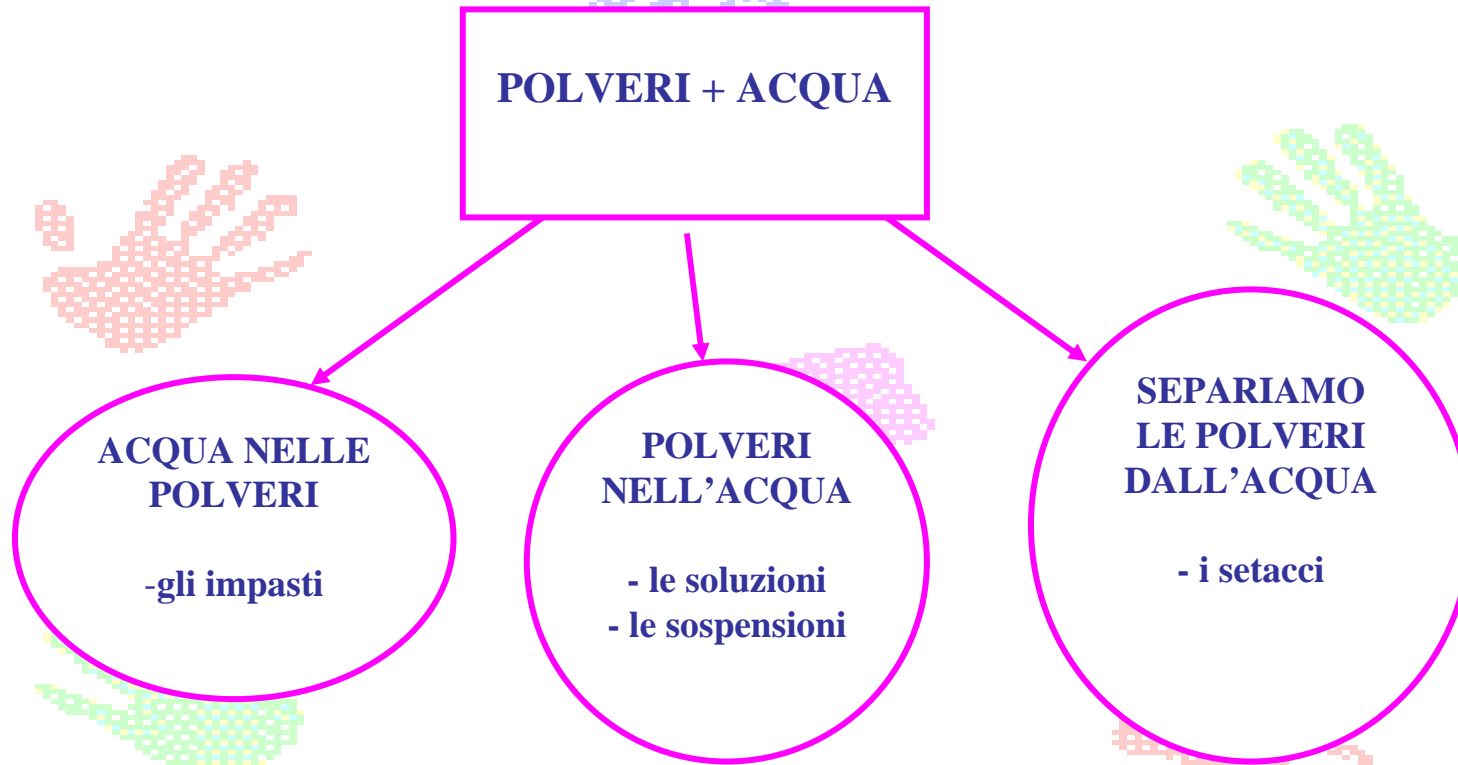 POLVERI + ACQUA
ACQUA NELLE
POLVERI
-gli impasti
POLVERI
NELL’ACQUA
- le soluzioni
- le sospensioni
SEPARIAMO
LE POLVERI
DALL’ACQUA
- i setacci